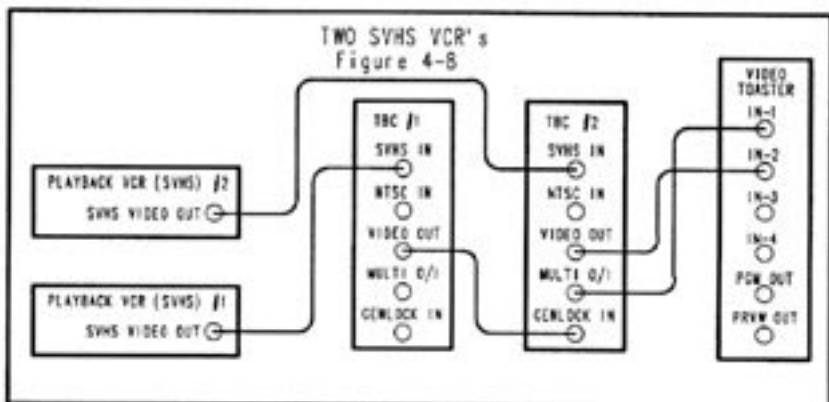 TWO SVHS VCR's
Figure 4-8
PLAYBACK VCR (SVHS) #2
SVHS VIDEO OUT
PLAYBACK VCR (SVHS) #1
SVHS VIDEO OUT
TBC #1
SVHS IN
NTSC IN
VIDEO OUT
MULTI O/I
GENLOCK IN
TBC #2
SVHS IN
NTSC IN
VIDEO OUT
MULTI O/I
GENLOCK IN
VIDEO
TOASTER
IN-1
IN-2
IN-3
IN-4
PGM OUT
PRVW OUT